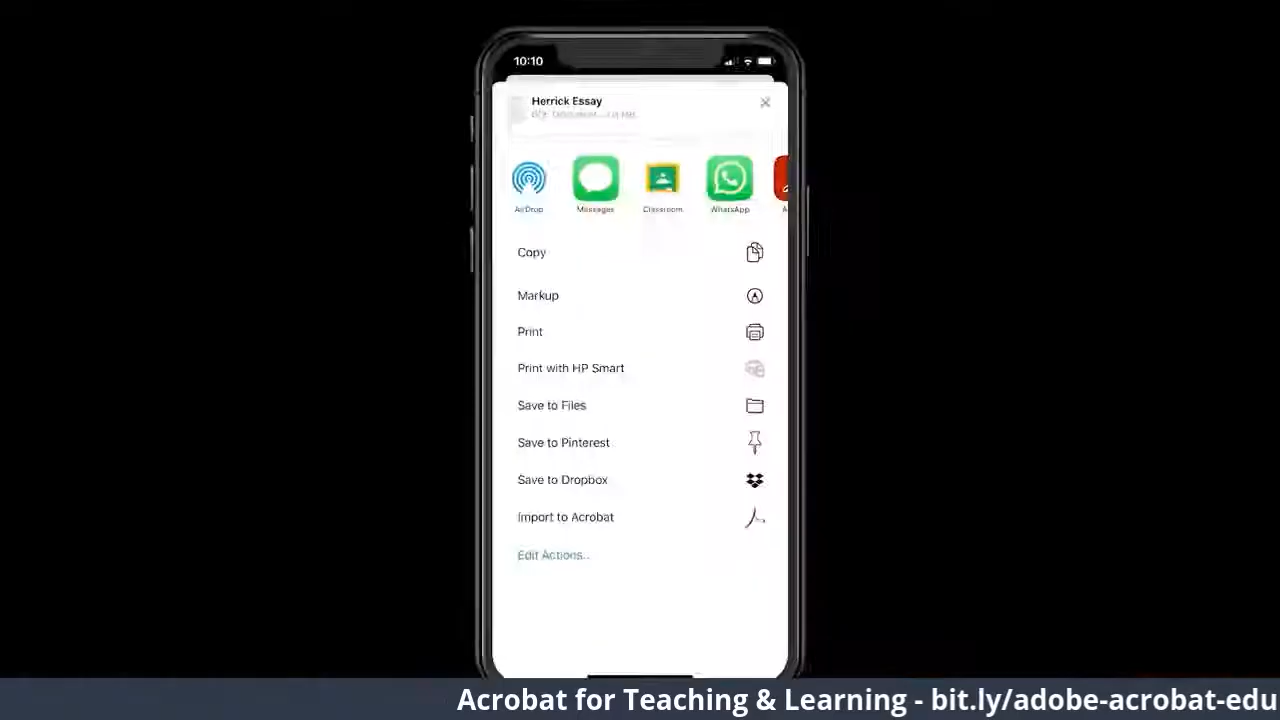 10:10
Herrick Essay
AirDrop
Messages
Classroom
WhatsApp
Copy
Markup
Print
Print with HP Smart
Save to Files
Save to Pinterest
Save to Dropbox
Import to Acrobat
Edit Actions...
Acrobat for Teaching & Learning - bit.ly/adobe-acrobat-edu